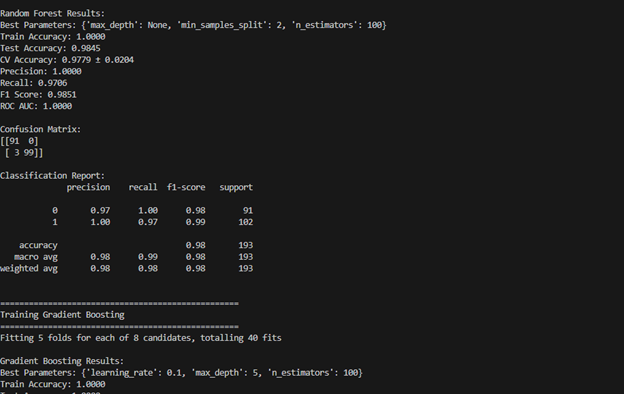 Random Forest Results:
Best Parameters: {'max_depth': None, 'min_samples_split': 2, 'n_estimators': 100}
Train Accuracy: 1.0000
Test Accuracy: 0.9845
CV Accuracy: 0.9779 ± 0.0204
Precision: 1.0000
Recall: 0.9706
F1 Score: 0.9851
ROC AUC: 1.0000
Confusion Matrix:
[[91  0]
 [ 3 99]]
Classification Report:
              precision    recall  f1-score   support
           0       0.97      1.00      0.98        91
           1       1.00      0.97      0.99       102
    accuracy                           0.98       193
   macro avg       0.98      0.99      0.98       193
weighted avg       0.98      0.98      0.98       193
==================================================
Training Gradient Boosting
==================================================
Fitting 5 folds for each of 8 candidates, totalling 40 fits
Gradient Boosting Results:
Best Parameters: {'learning_rate': 0.1, 'max_depth': 5, 'n_estimators': 100}
Train Accuracy: 1.0000